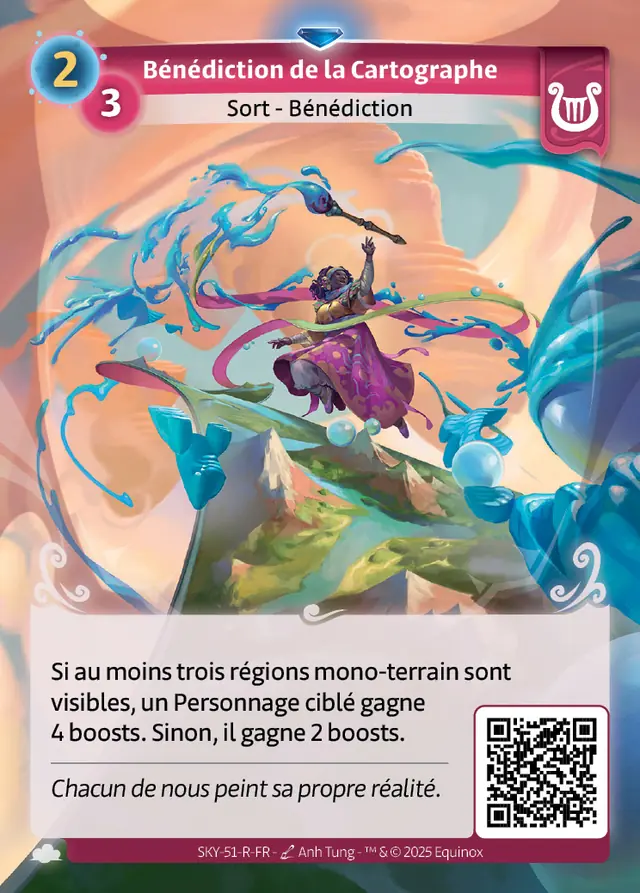 2
Bénédiction de la Cartographe
3
Sort - Bénédiction
Si au moins trois régions mono-terrain sont
visibles, un Personnage ciblé gagne
4 boosts. Sinon, il gagne 2 boosts.
Chacun de nous peint sa propre réalité.
SKY-51-R-FR - Anh Tung - ™ & © 2025 Equinox